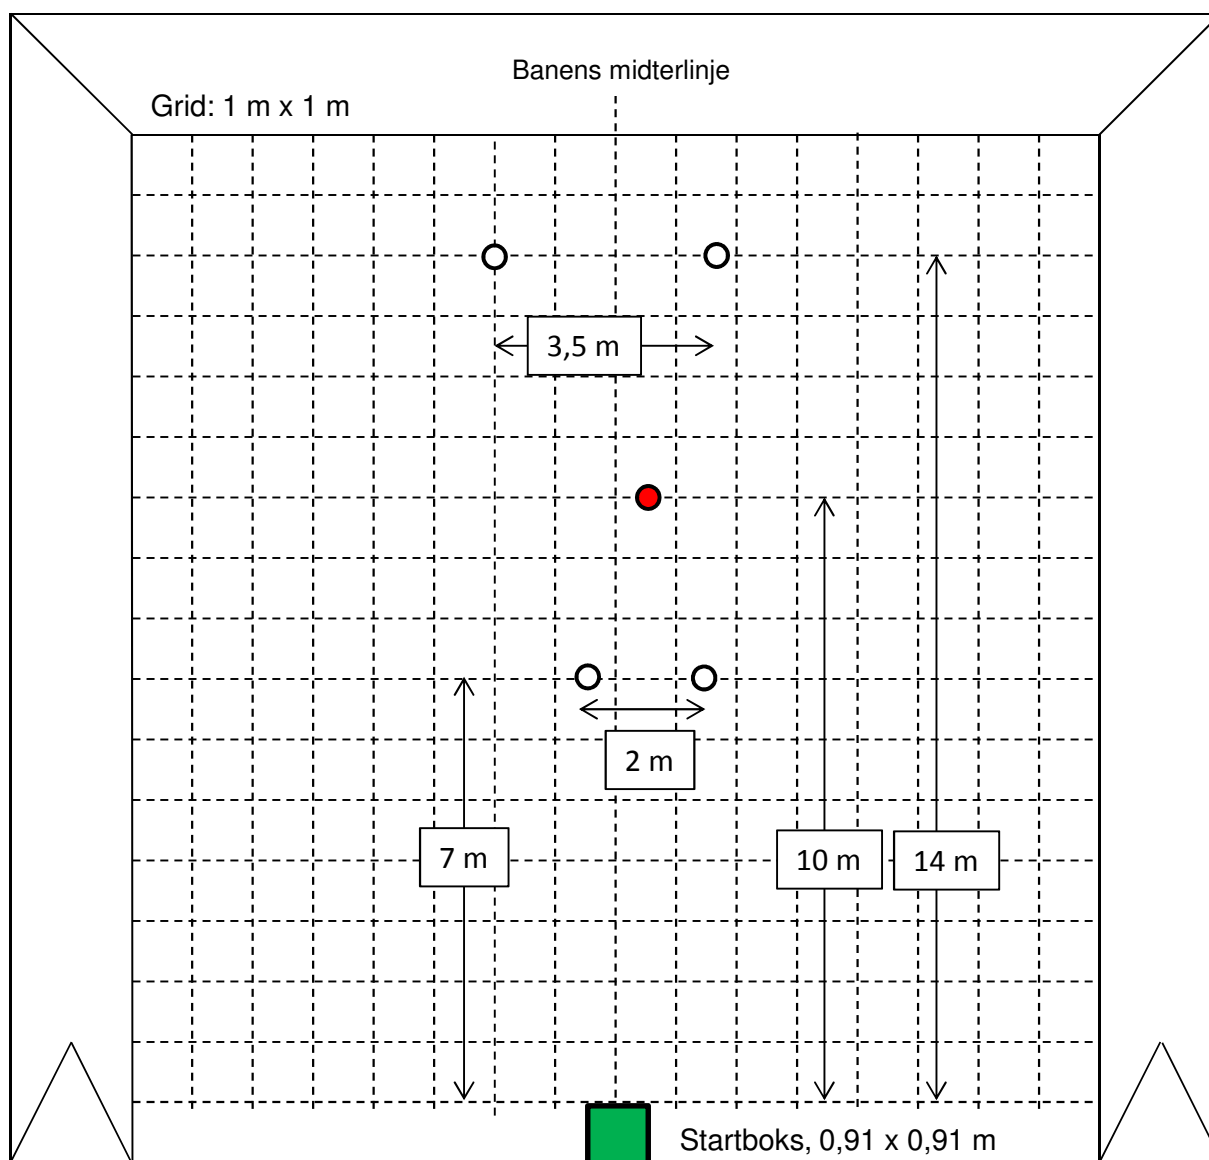 Banens midterlinje
Grid: 1 m x 1 m
3,5 m
2 m
7 m
10 m
14 m
Startboks, 0,91 x 0,91 m